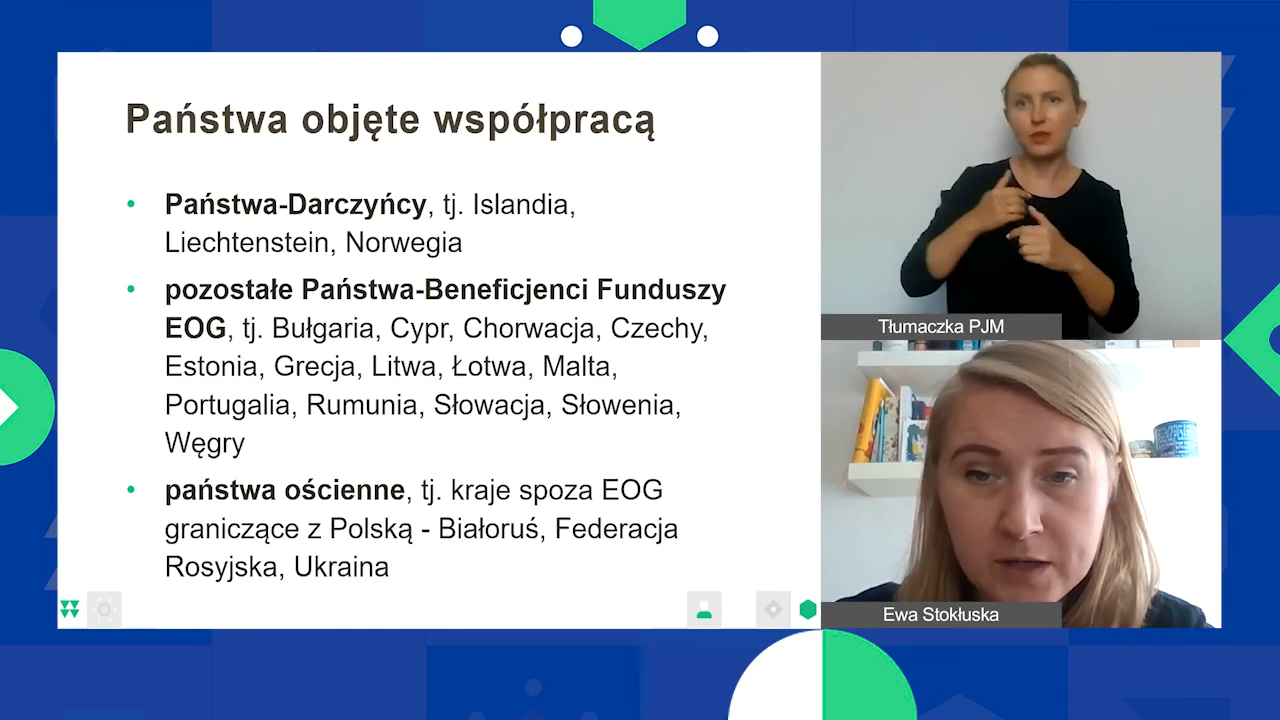 Państwa objęte współpracą
• Państwa-Darczyńcy, tj. Islandia,
Liechtenstein, Norwegia
• pozostałe Państwa-Beneficjenci Funduszy
EOG, tj. Bułgaria, Cypr, Chorwacja, Czechy,
Estonia, Grecja, Litwa, Łotwa, Malta,
Portugalia, Rumunia, Słowacja, Słowenia,
Węgry
• państwa ościenne, tj. kraje spoza EOG
graniczące z Polską - Białoruś, Federacja
Rosyjska, Ukraina
Tłumaczka PJM
Ewa Stokłuska